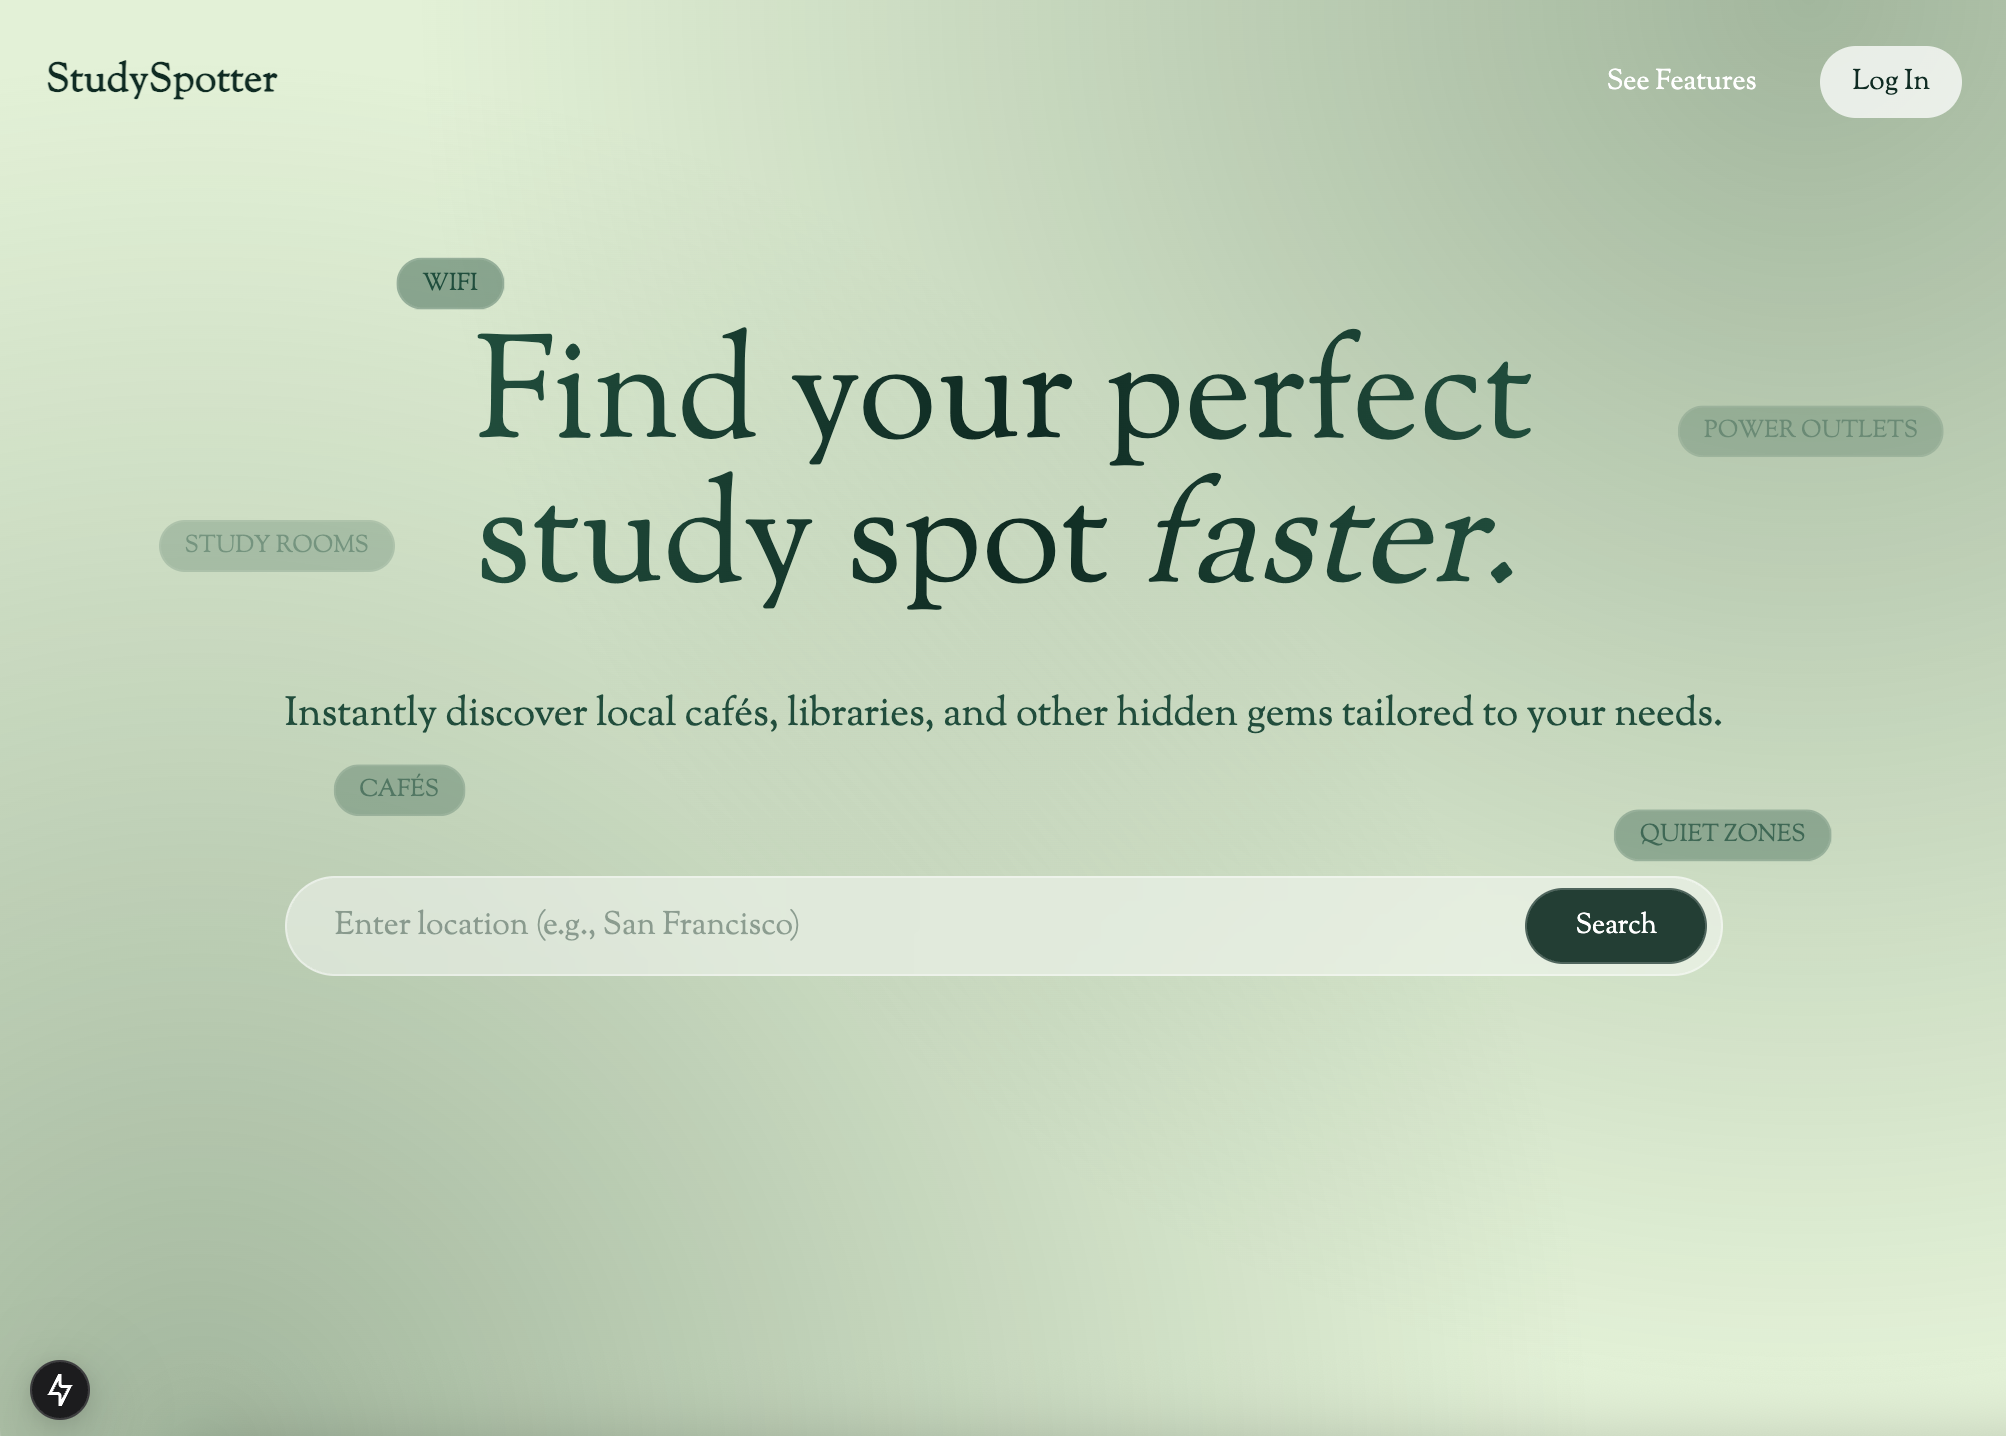 StudySpotter
See Features
Log In
WIFI
Find your perfect
study spot faster.
POWER OUTLETS
STUDY ROOMS
Instantly discover local cafés, libraries, and other hidden gems tailored to your needs.
CAFÉS
QUIET ZONES
Enter location (e.g., San Francisco)
Search